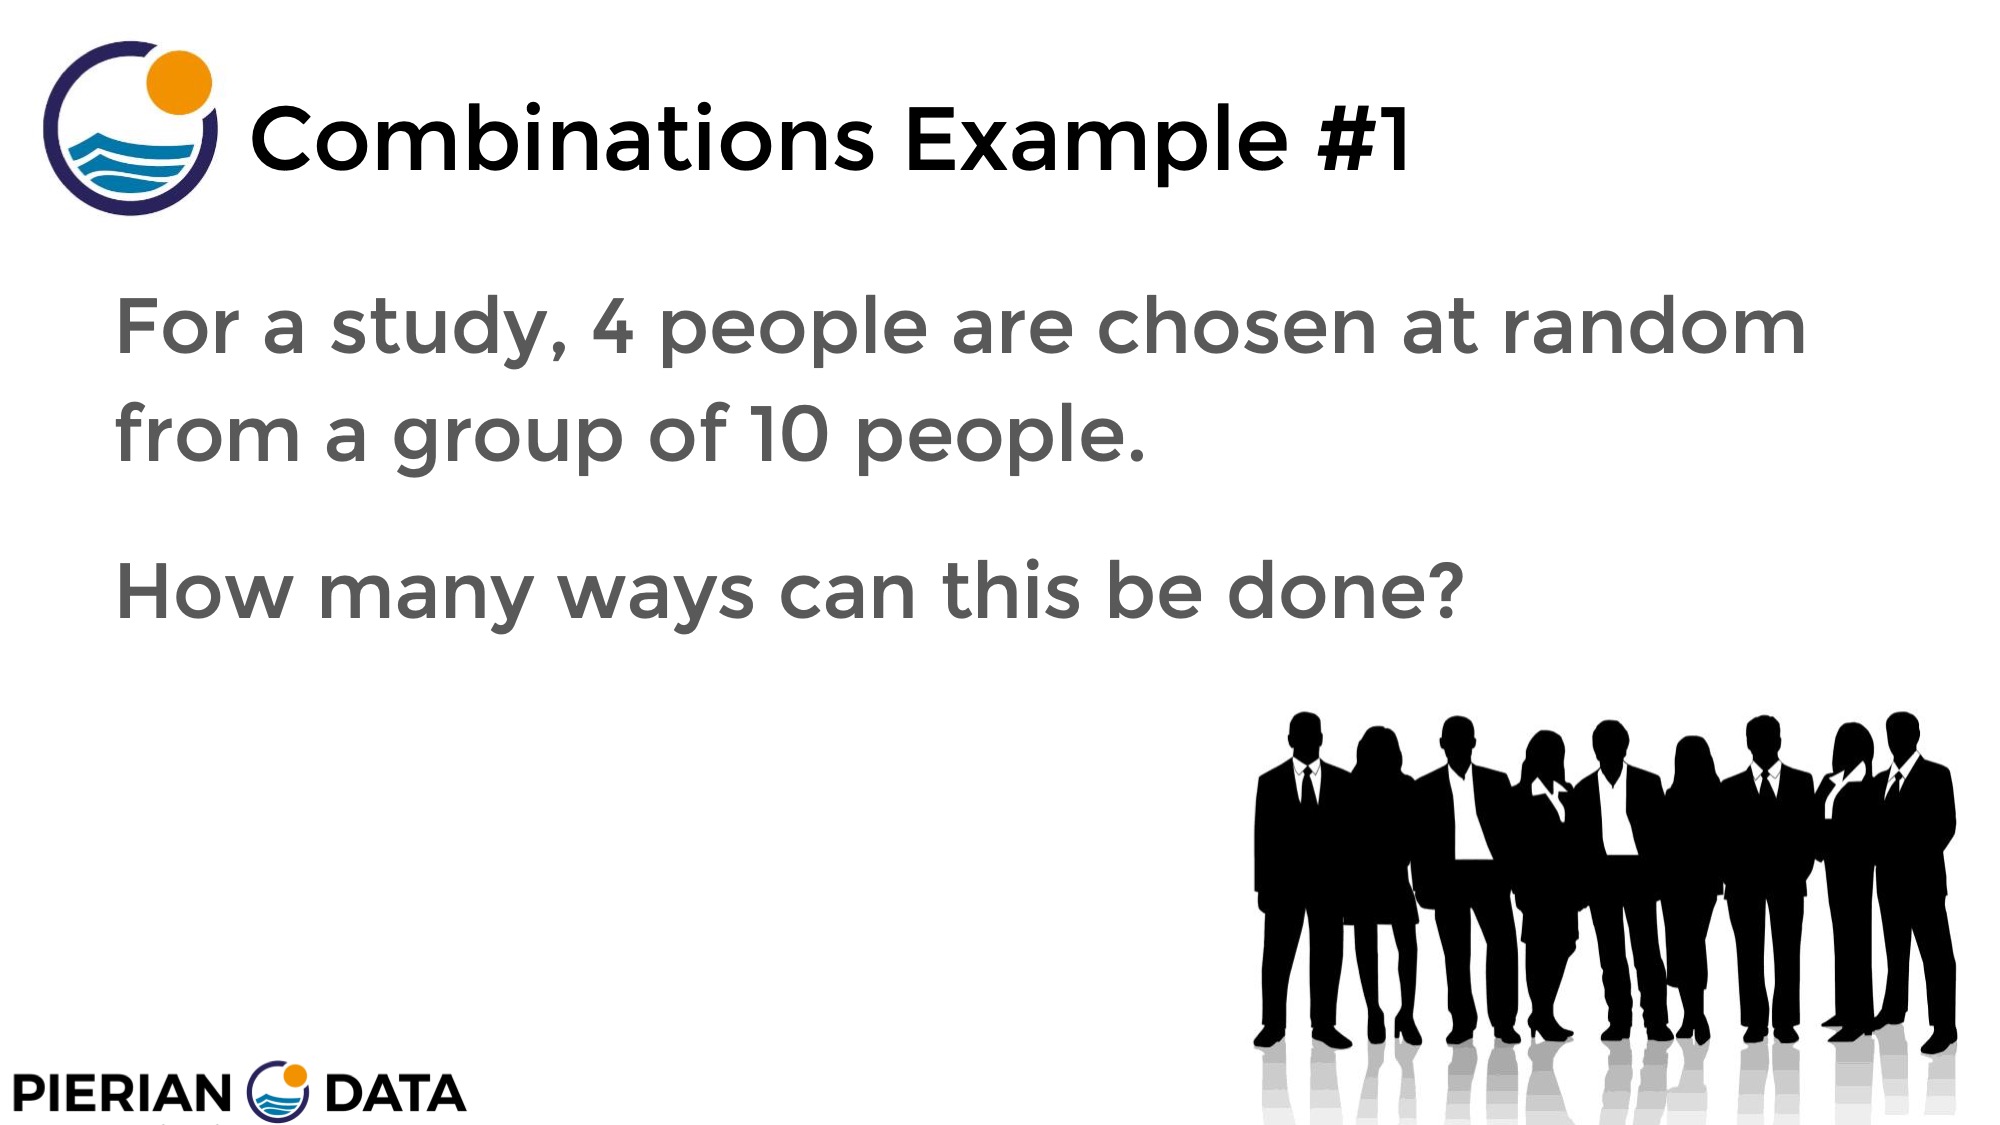 Combinations Example #1
For a study, 4 people are chosen at random
from a group of 10 people.
How many ways can this be done?
PIERIAN DATA